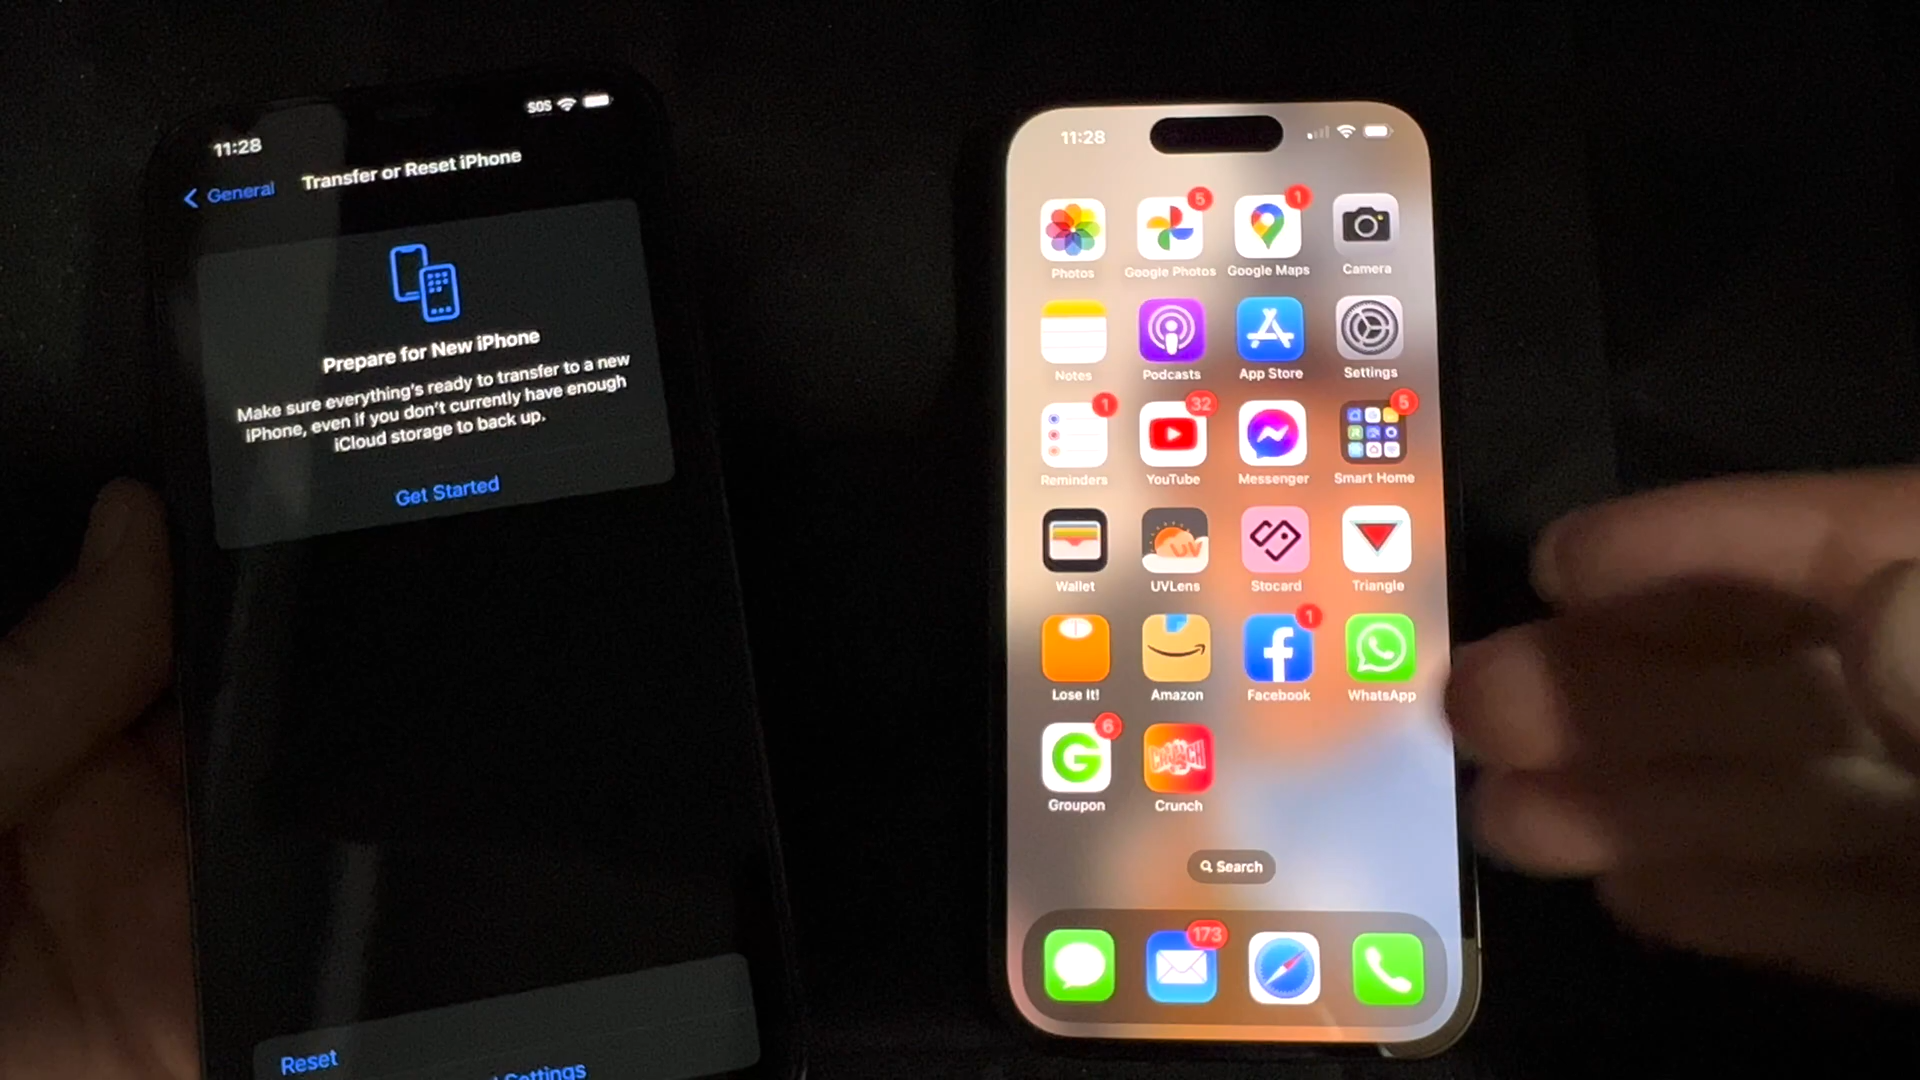 11:28
SOS
General
Transfer or Reset iPhone
Prepare for New iPhone
Make sure everything's ready to transfer to a new
iPhone, even if you don't currently have enough
iCloud storage to back up.
Get Started
Reset
Settings
11:28
5
1
Photos
Google Photos
Google Maps
Camera
Notes
Podcasts
App Store
Settings
1
32
5
Reminders
YouTube
Messenger
Smart Home
UV
Wallet
UVLens
Stocard
Triangle
1
Lose It!
Amazon
Facebook
WhatsApp
6
G
CRUNCH
Groupon
Crunch
Search
173